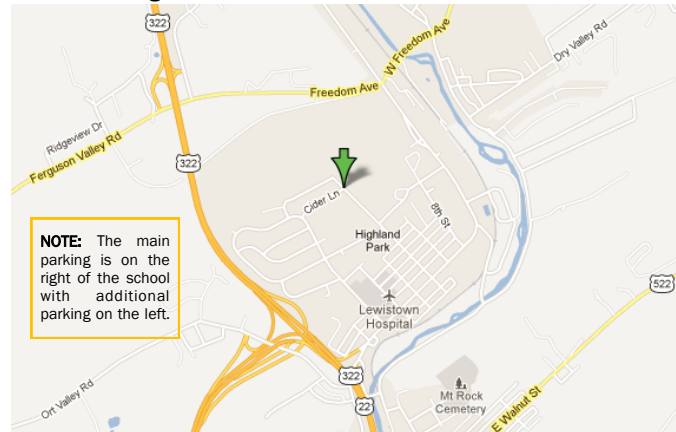 322
W Freedom Ave
Dry Valley Rd
Freedom Ave
Ridgeview Dr
Ferguson Valley Rd
322
Cider Ln
8th St
Highland
Park
NOTE: The main
parking is on the
right of the school
with additional
parking on the left.
522
Lewistown
Hospital
322
Ort Valley Rd
22
Mt Rock
Cemetery
E Walnut St